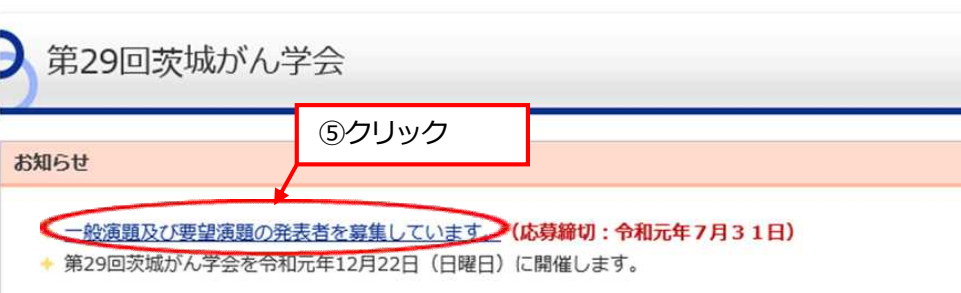 第29回茨城がん学会
⑤クリック
お知らせ
一般演題及び要望演題の発表者を募集しています。（応募締切：令和元年７月３１日）
第29回茨城がん学会を令和元年12月22日（日曜日）に開催します。